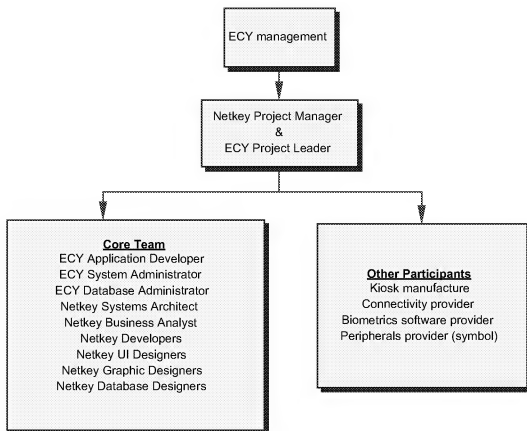 ECY management
Netkey Project Manager
&
ECY Project Leader
Core Team
ECY Application Developer
ECY System Administrator
ECY Database Administrator
Netkey Systems Architect
Netkey Business Analyst
Netkey Developers
Netkey UI Designers
Netkey Graphic Designers
Netkey Database Designers
Other Participants
Kiosk manufacture
Connectivity provider
Biometrics software provider
Peripherals provider (symbol)